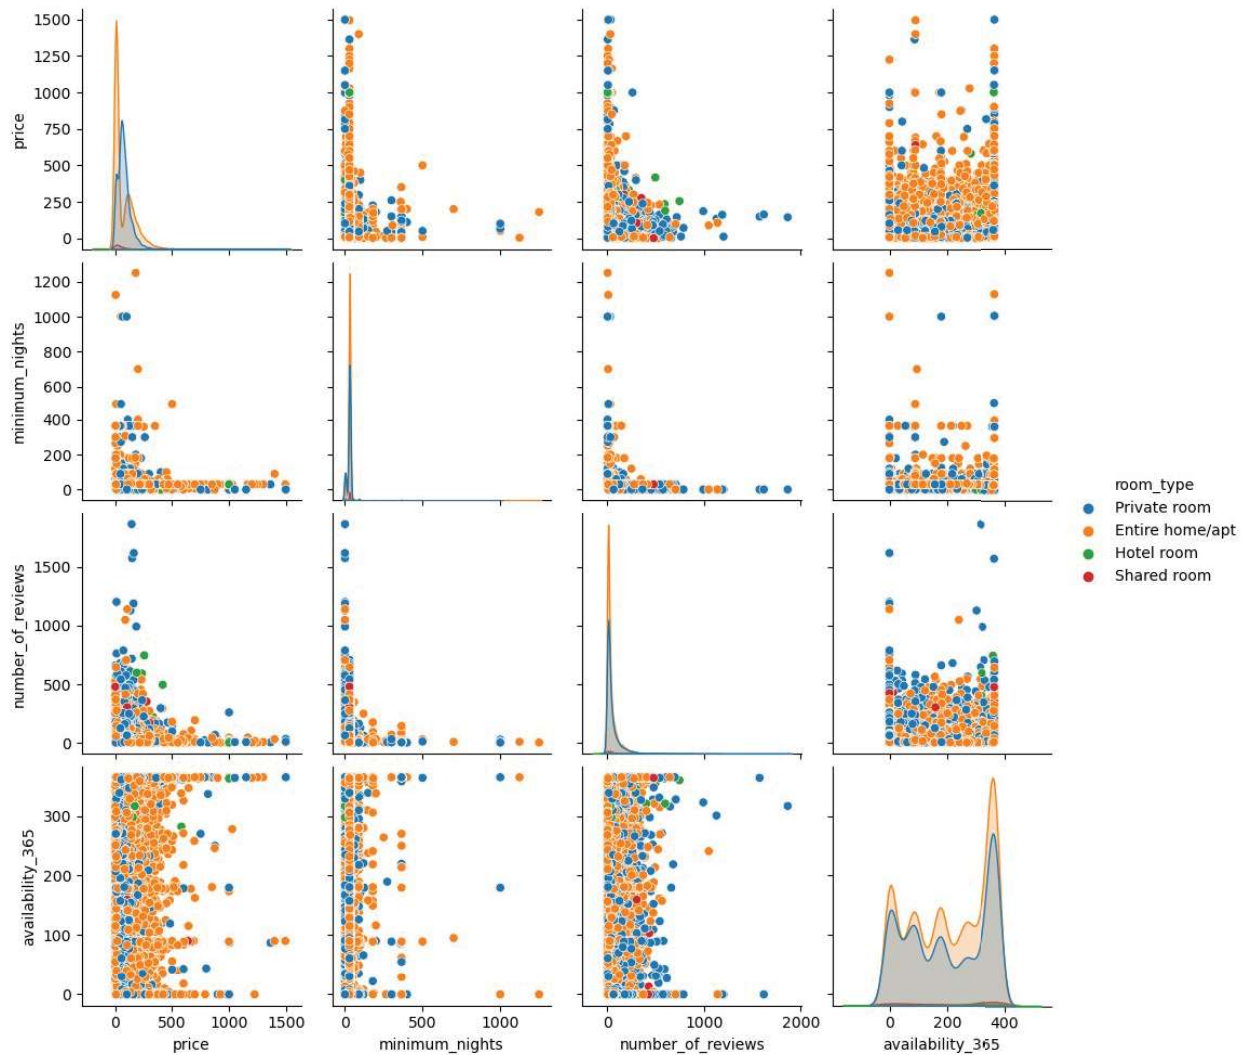 1500
1250
1000
750
500
250
0
price
1200
1000
800
600
400
200
0
minimum_nights
1500
1000
500
0
number_of_reviews
300
200
100
0
availability_365
0 500 1000 1500
price
0 500 1000
minimum_nights
0 1000 2000
number_of_reviews
0 200 400
availability_365
room_type
Private room
Entire home/apt
Hotel room
Shared room